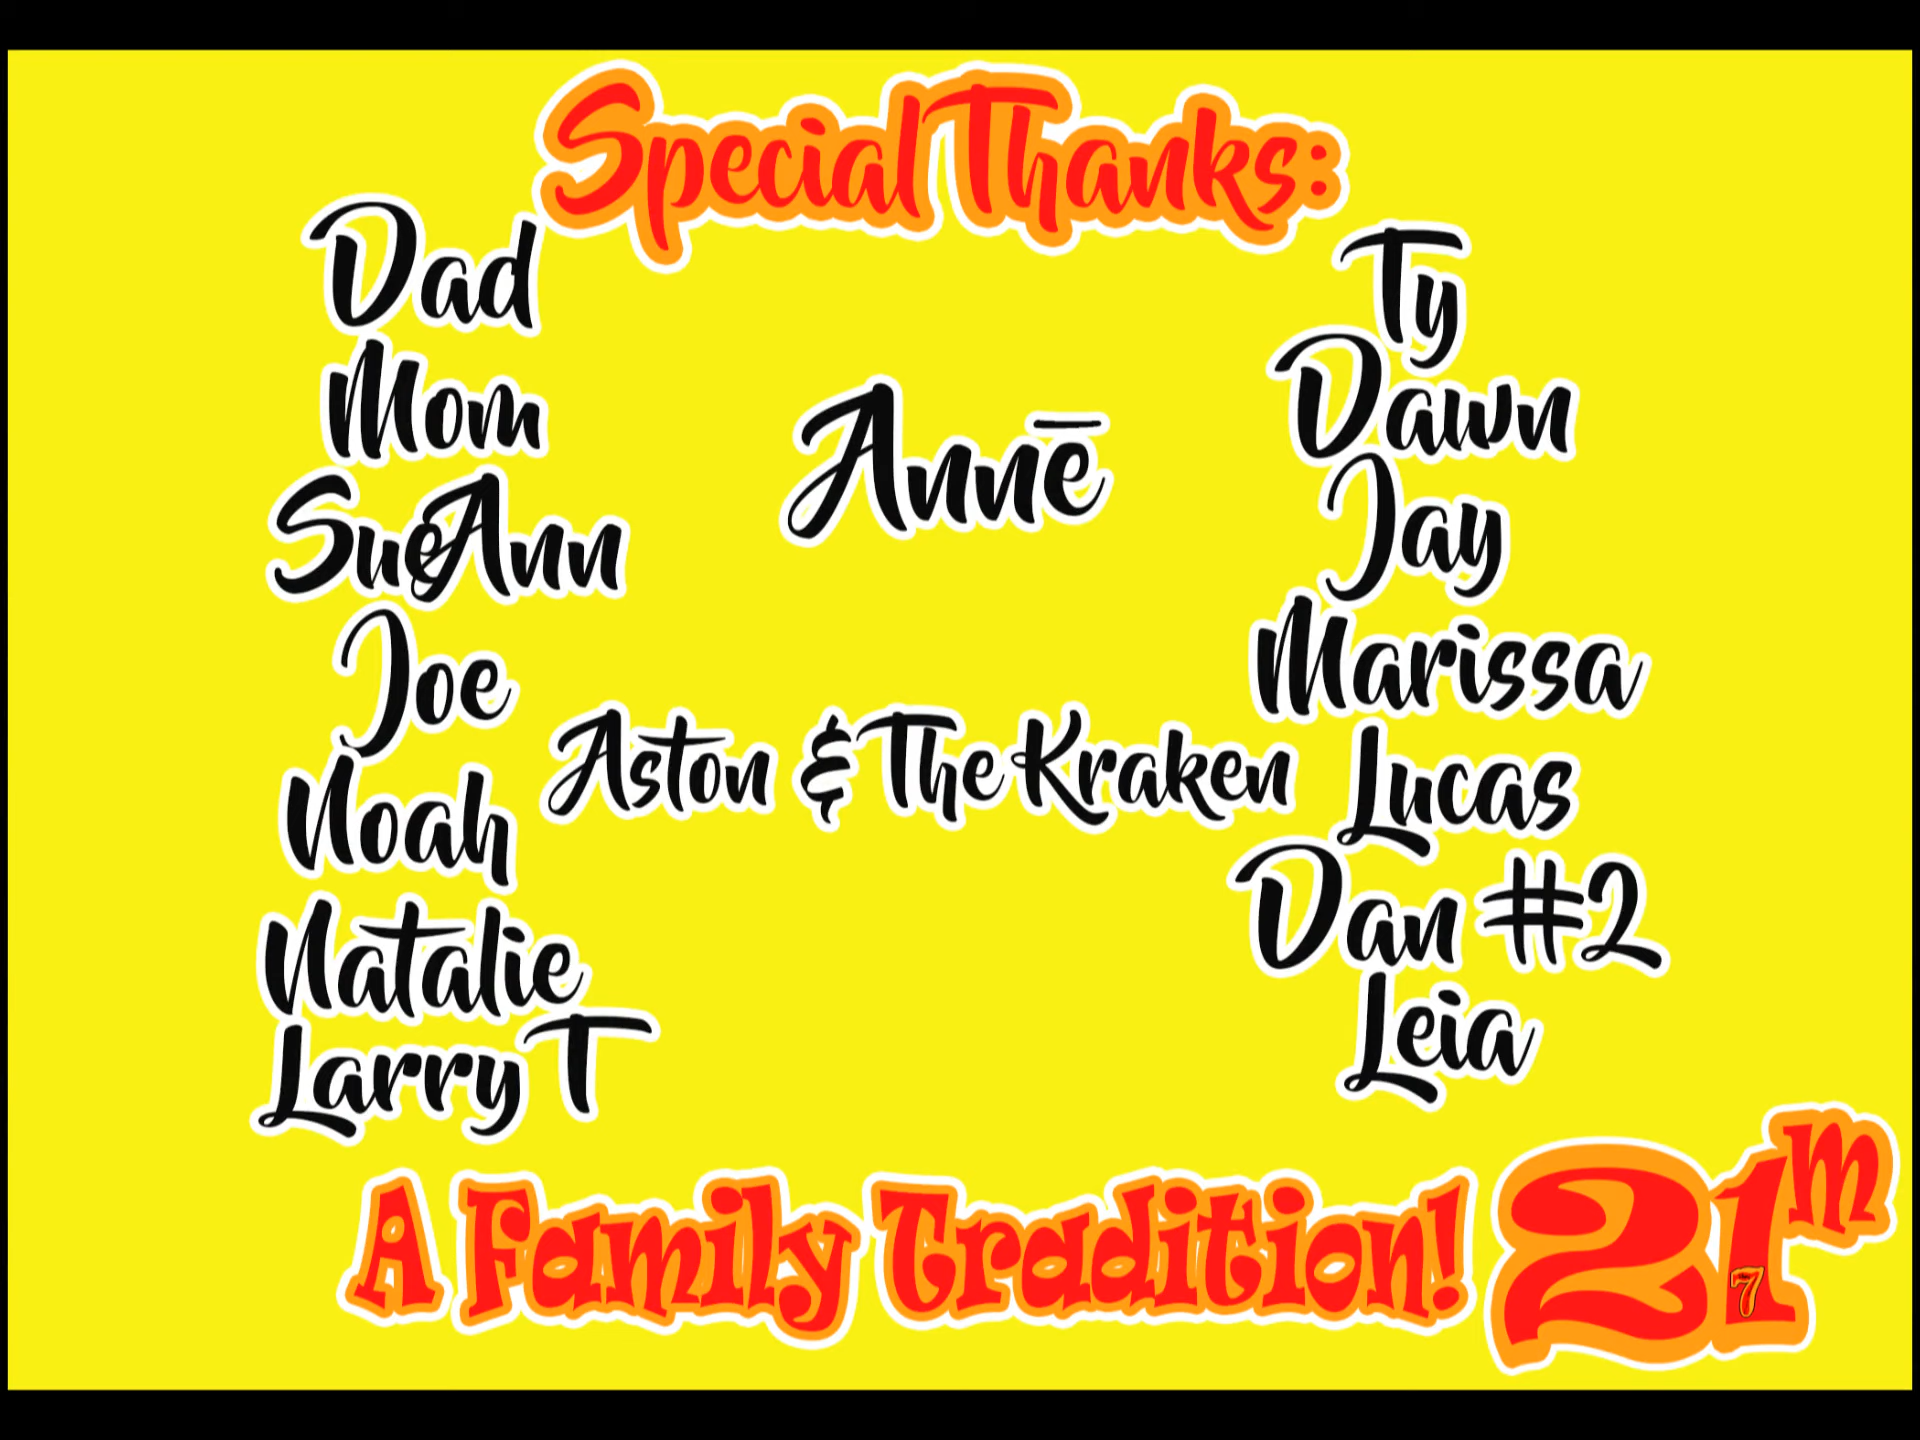 Special Thanks:
Dad
Mom
SueAnn
Joe
Noah
Natalie
Larry T
Annē
Aston & The Kraken
Ty
Dawn
Jay
Marissa
Lucas
Dan #2
Leia
A Family Tradition!
21m
7